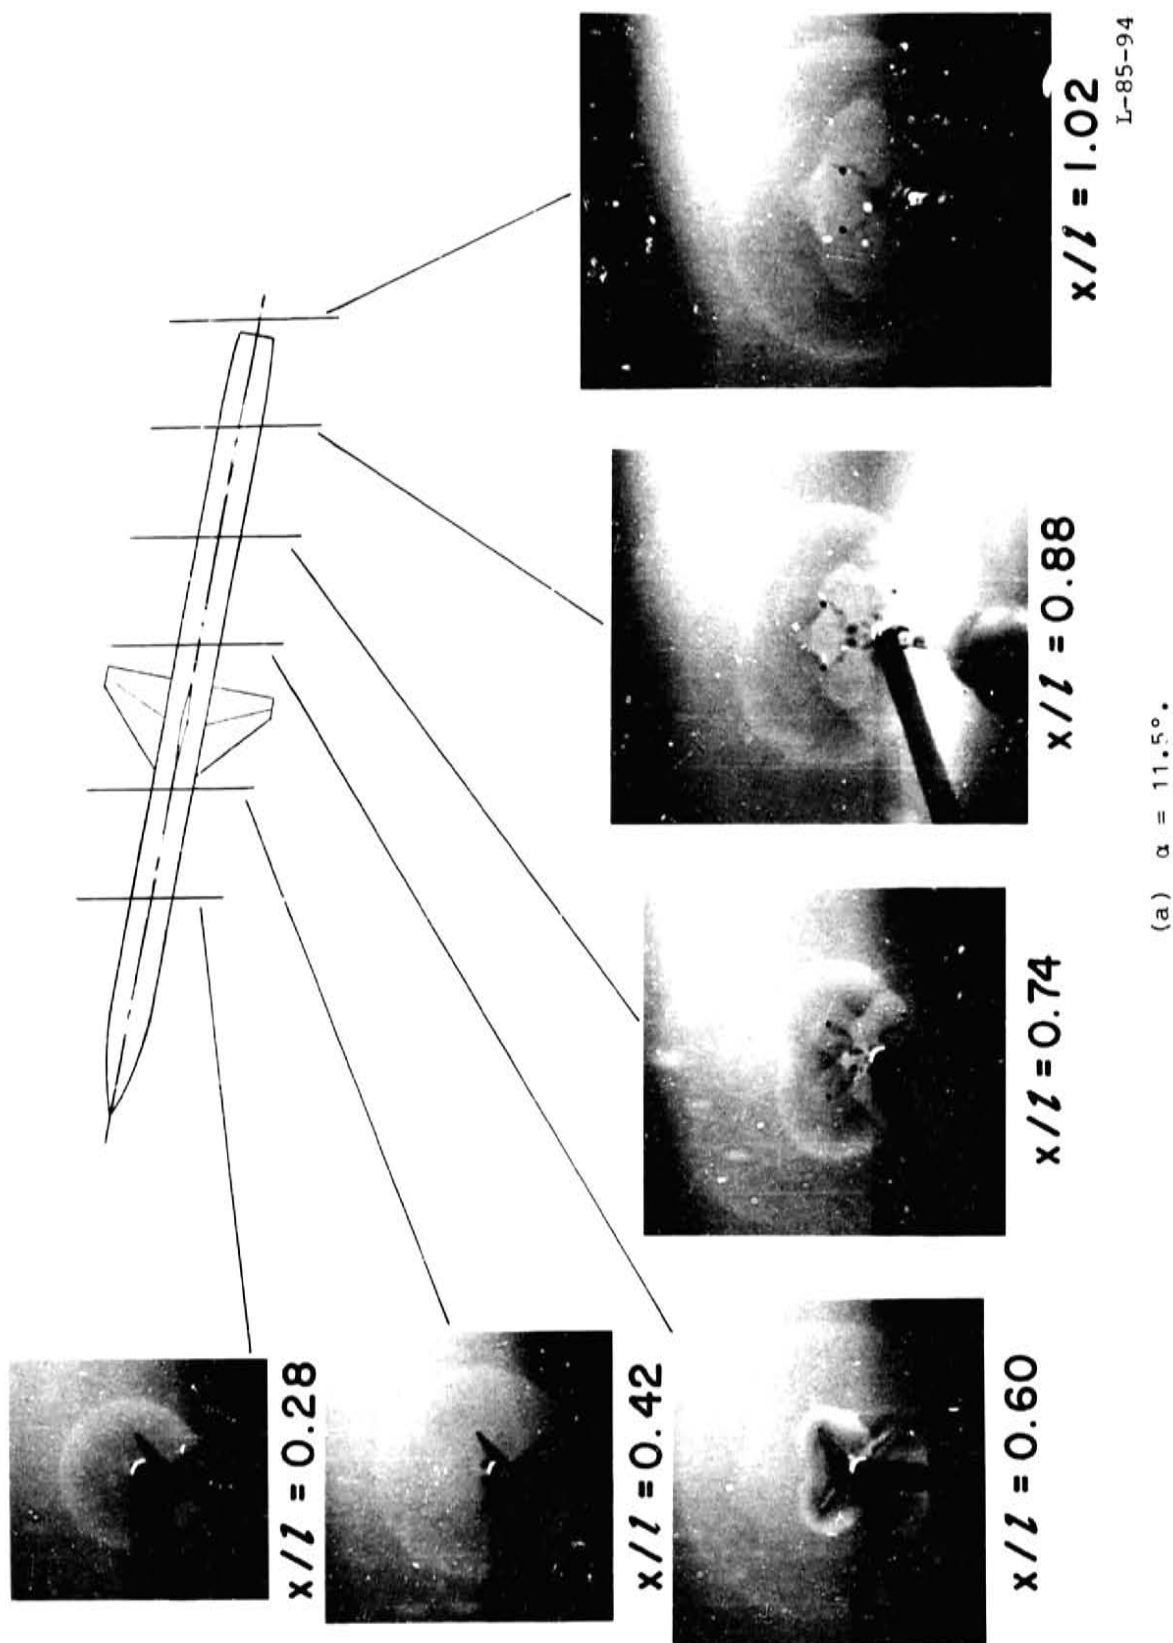 x/l = 0.28
x/l = 0.42
x/l = 0.60
x/l = 0.74
x/l = 0.88
x/l = 1.02
L-85-94
(a) α = 11.5°.